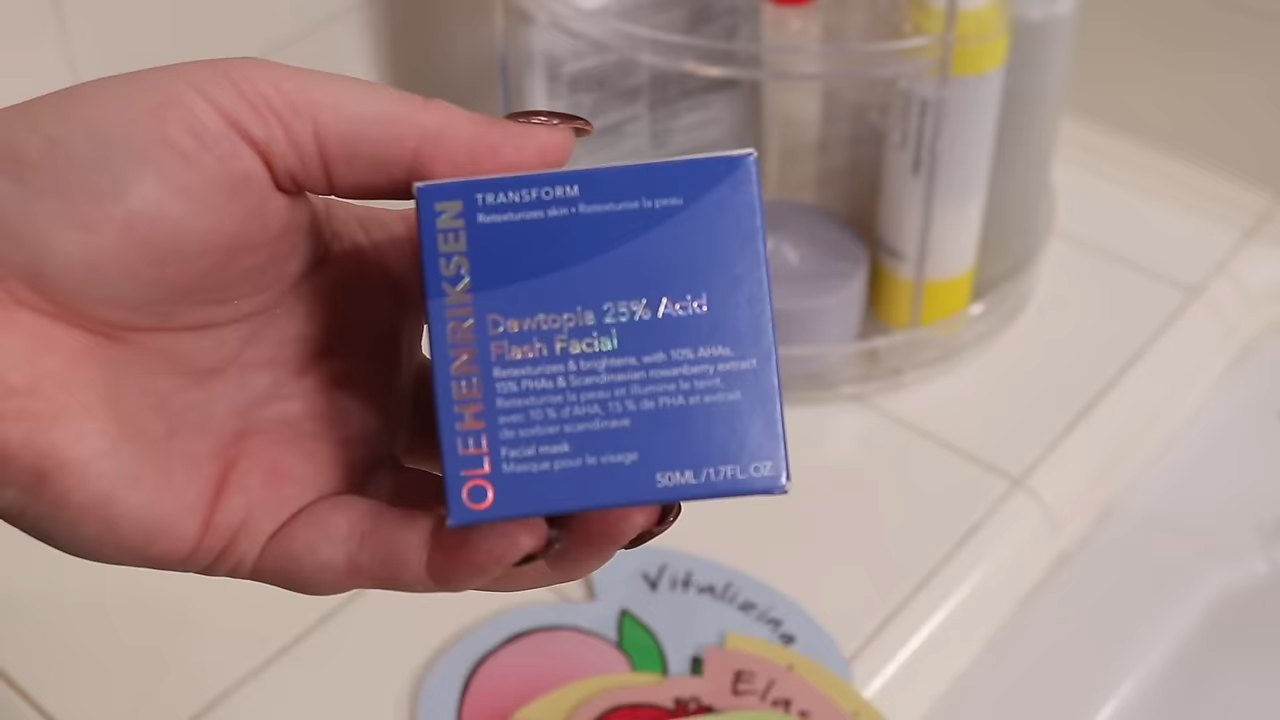 OLEHENRIKSEN
TRANSFORM
Retexturizes skin • Retexturise la peau
Dewtopia 25% Acid
Flash Facial
Retexturizes & brightens, with 10% AHAs,
15% PHAs & Scandinavian rowanberry extract
Retexturise la peau et illumine le teint,
avec 10 % d'AHA, 15 % de PHA et extrait
de sorbier scandinave
Facial mask
Masque pour le visage
50ML/1.7FL.OZ
Vitalizing